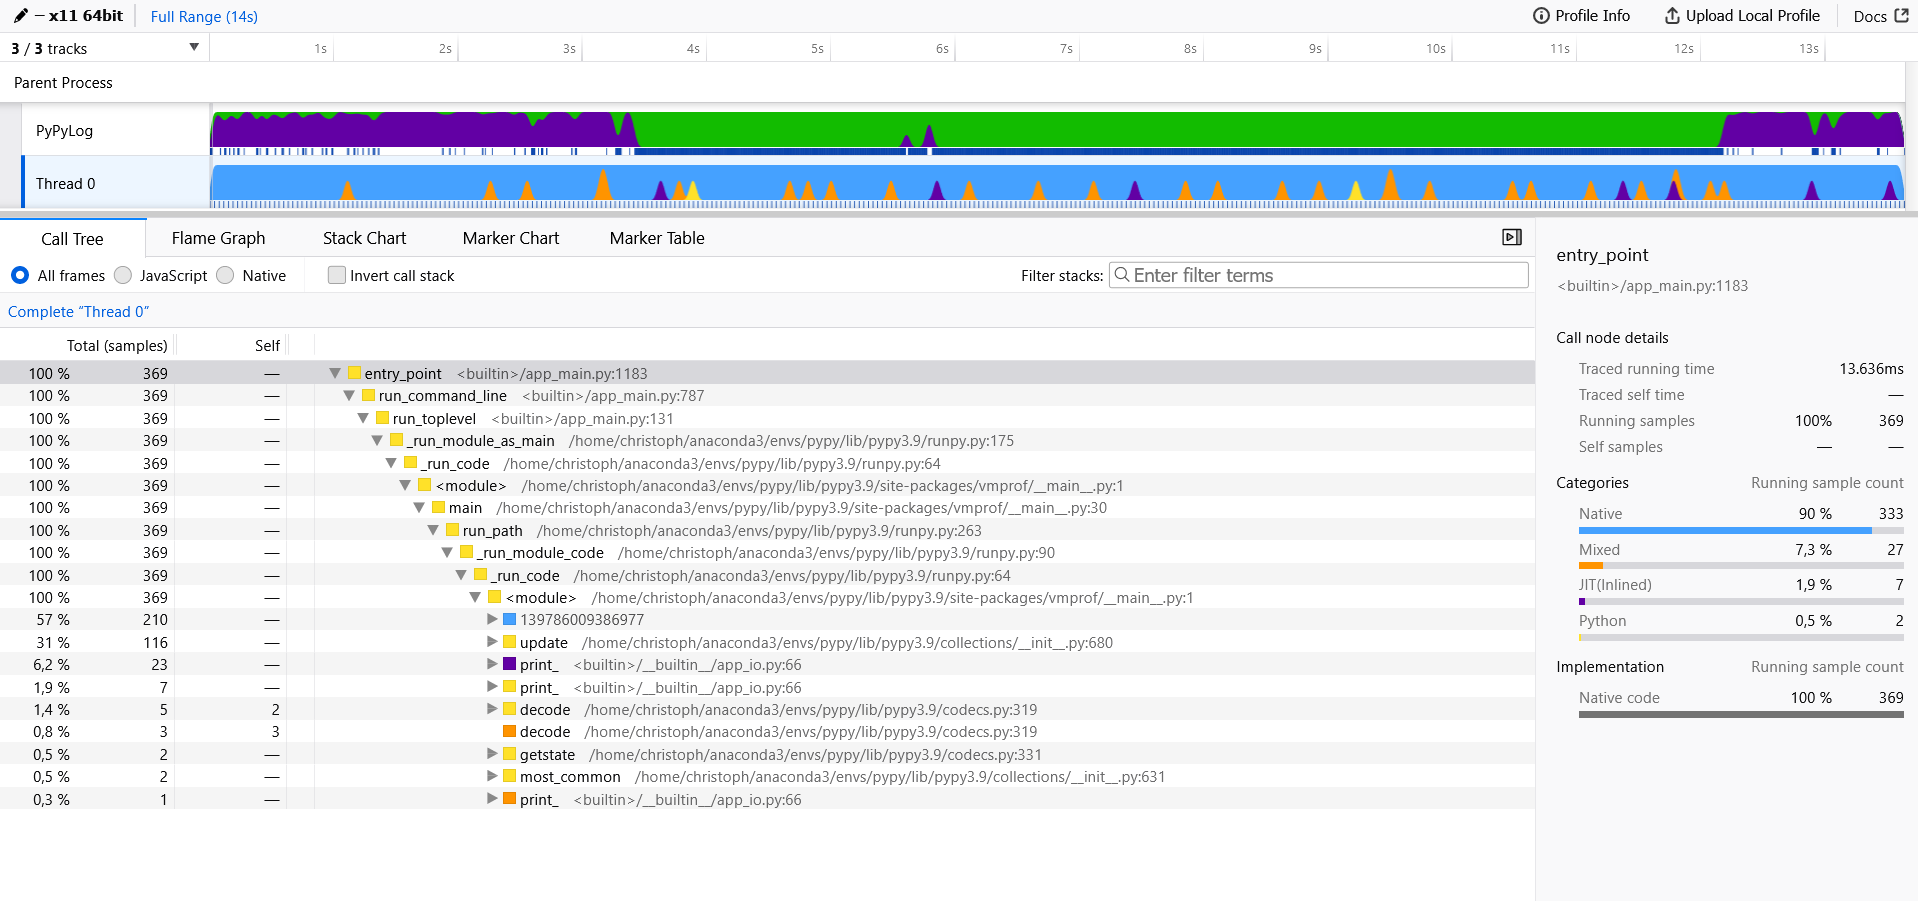 – x11 64bit Full Range (14s) Profile Info Upload Local Profile Docs
3 / 3 tracks 1s 2s 3s 4s 5s 6s 7s 8s 9s 10s 11s 12s 13s
Parent Process
PyPyLog
Thread 0
Call Tree Flame Graph Stack Chart Marker Chart Marker Table
All frames JavaScript Native Invert call stack Filter stacks: Enter filter terms
Complete “Thread 0”
Total (samples) Self
100 % 369 — entry_point <builtin>/app_main.py:1183
100 % 369 — run_command_line <builtin>/app_main.py:787
100 % 369 — run_toplevel <builtin>/app_main.py:131
100 % 369 — _run_module_as_main /home/christoph/anaconda3/envs/pypy/lib/pypy3.9/runpy.py:175
100 % 369 — _run_code /home/christoph/anaconda3/envs/pypy/lib/pypy3.9/runpy.py:64
100 % 369 — <module> /home/christoph/anaconda3/envs/pypy/lib/pypy3.9/site-packages/vmprof/__main__.py:1
100 % 369 — main /home/christoph/anaconda3/envs/pypy/lib/pypy3.9/site-packages/vmprof/__main__.py:30
100 % 369 — run_path /home/christoph/anaconda3/envs/pypy/lib/pypy3.9/runpy.py:263
100 % 369 — _run_module_code /home/christoph/anaconda3/envs/pypy/lib/pypy3.9/runpy.py:90
100 % 369 — _run_code /home/christoph/anaconda3/envs/pypy/lib/pypy3.9/runpy.py:64
100 % 369 — <module> /home/christoph/anaconda3/envs/pypy/lib/pypy3.9/site-packages/vmprof/__main__.py:1
57 % 210 — 139786009386977
31 % 116 — update /home/christoph/anaconda3/envs/pypy/lib/pypy3.9/collections/__init__.py:680
6,2 % 23 — print_ <builtin>/__builtin__/app_io.py:66
1,9 % 7 — print_ <builtin>/__builtin__/app_io.py:66
1,4 % 5 2 decode /home/christoph/anaconda3/envs/pypy/lib/pypy3.9/codecs.py:319
0,8 % 3 3 decode /home/christoph/anaconda3/envs/pypy/lib/pypy3.9/codecs.py:319
0,5 % 2 — getstate /home/christoph/anaconda3/envs/pypy/lib/pypy3.9/codecs.py:331
0,5 % 2 — most_common /home/christoph/anaconda3/envs/pypy/lib/pypy3.9/collections/__init__.py:631
0,3 % 1 — print_ <builtin>/__builtin__/app_io.py:66
entry_point
<builtin>/app_main.py:1183
Call node details
Traced running time 13.636ms
Traced self time —
Running samples 100% 369
Self samples — —
Categories Running sample count
Native 90 % 333
Mixed 7,3 % 27
JIT(Inlined) 1,9 % 7
Python 0,5 % 2
Implementation Running sample count
Native code 100 % 369